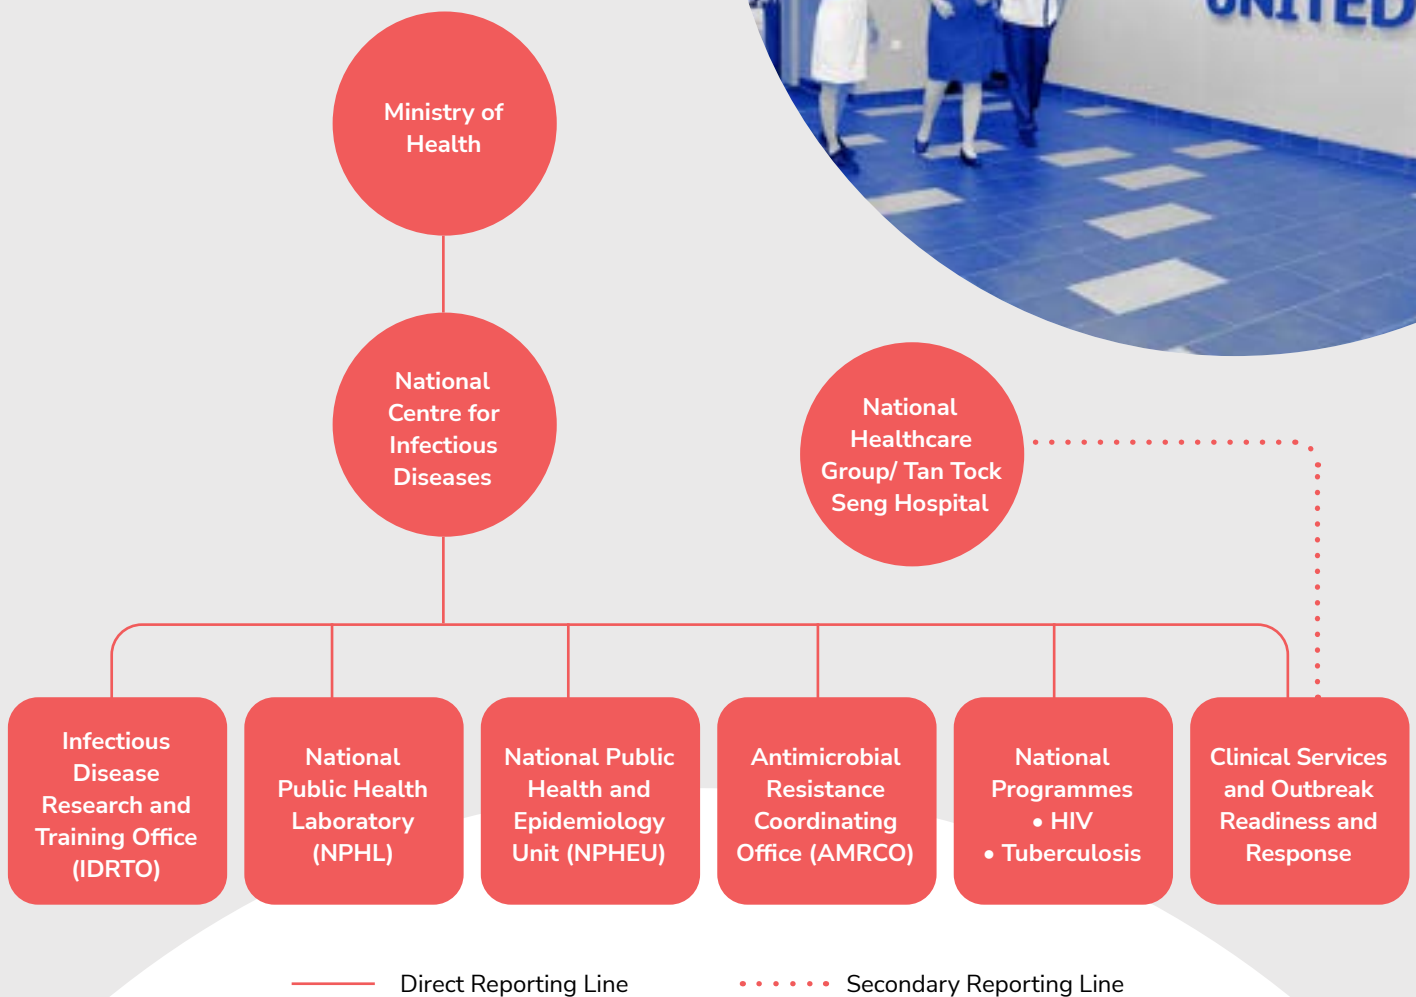 UNITED
Ministry of
Health
National
Centre for
Infectious
Diseases
National
Healthcare
Group/ Tan Tock
Seng Hospital
Infectious
Disease
Research and
Training Office
(IDRTO)
National
Public Health
Laboratory
(NPHL)
National Public
Health and
Epidemiology
Unit (NPHEU)
Antimicrobial
Resistance
Coordinating
Office (AMRCO)
National
Programmes
• HIV
• Tuberculosis
Clinical Services
and Outbreak
Readiness and
Response
Direct Reporting Line
Secondary Reporting Line